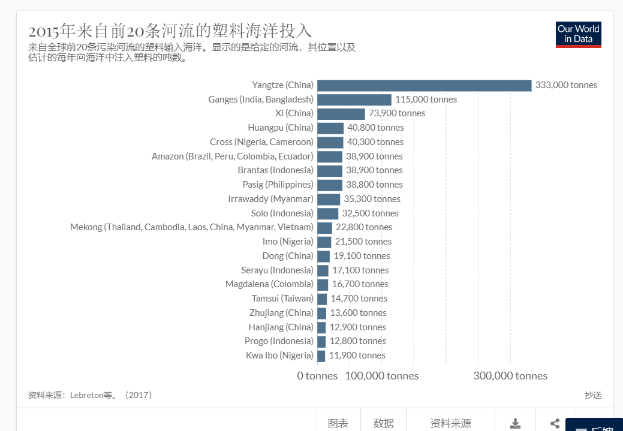 2015年来自前20条河流的塑料海洋投入
Our World
in Data
来自全球前20条污染河流的塑料输入海洋。显示的是给定的河流，其位置以及
估计的每年向海洋中注入塑料的吨数。
Yangtze (China) 333,000 tonnes
Ganges (India, Bangladesh) 115,000 tonnes
Xi (China) 73,900 tonnes
Huangpu (China) 40,800 tonnes
Cross (Nigeria, Cameroon) 40,300 tonnes
Amazon (Brazil, Peru, Colombia, Ecuador) 38,900 tonnes
Brantas (Indonesia) 38,900 tonnes
Pasig (Philippines) 38,800 tonnes
Irrawaddy (Myanmar) 35,300 tonnes
Solo (Indonesia) 32,500 tonnes
Mekong (Thailand, Cambodia, Laos, China, Myanmar, Vietnam) 22,800 tonnes
Imo (Nigeria) 21,500 tonnes
Dong (China) 19,100 tonnes
Serayu (Indonesia) 17,100 tonnes
Magdalena (Colombia) 16,700 tonnes
Tamsui (Taiwan) 14,700 tonnes
Zhujiang (China) 13,600 tonnes
Hanjiang (China) 12,900 tonnes
Progo (Indonesia) 12,800 tonnes
Kwa Ibo (Nigeria) 11,900 tonnes
0 tonnes 100,000 tonnes 300,000 tonnes
资料来源：Lebreton等。（2017） 抄送
图表 数据 资料来源